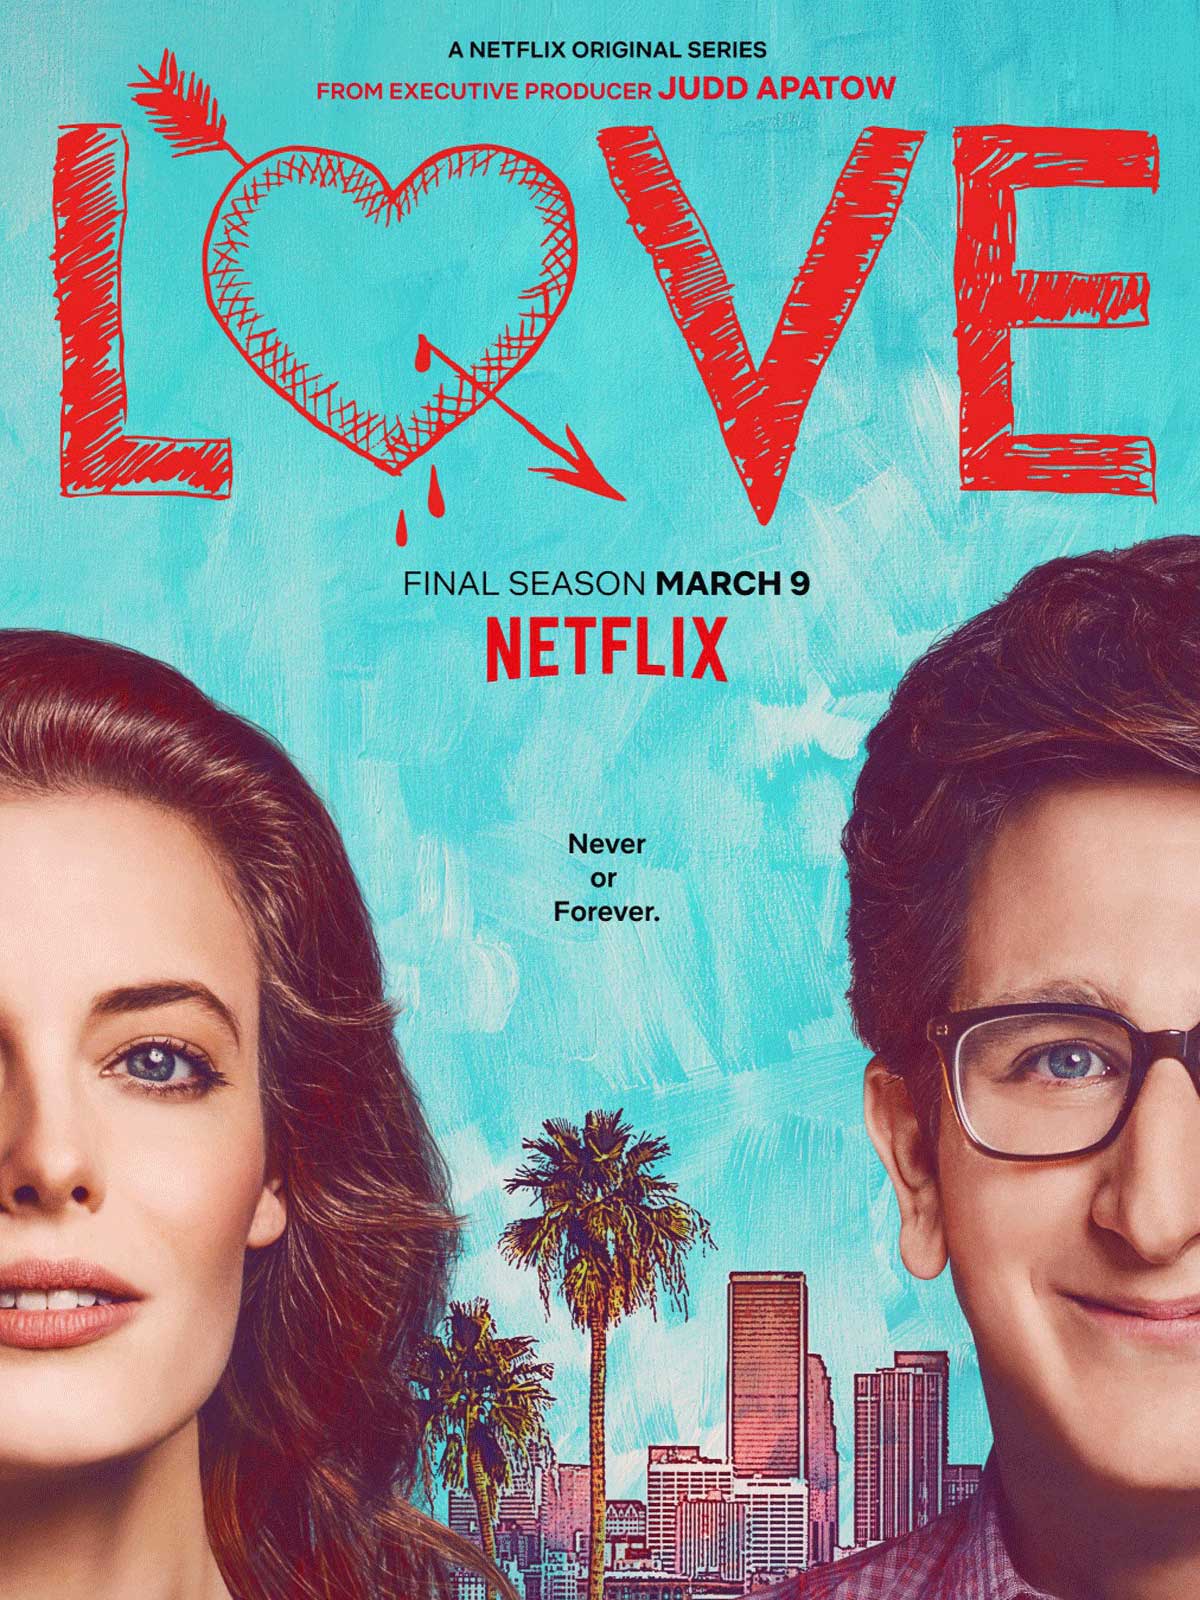 A NETFLIX ORIGINAL SERIES
FROM EXECUTIVE PRODUCER JUDD APATOW
LOVE
FINAL SEASON MARCH 9
NETFLIX
Never
or
Forever.